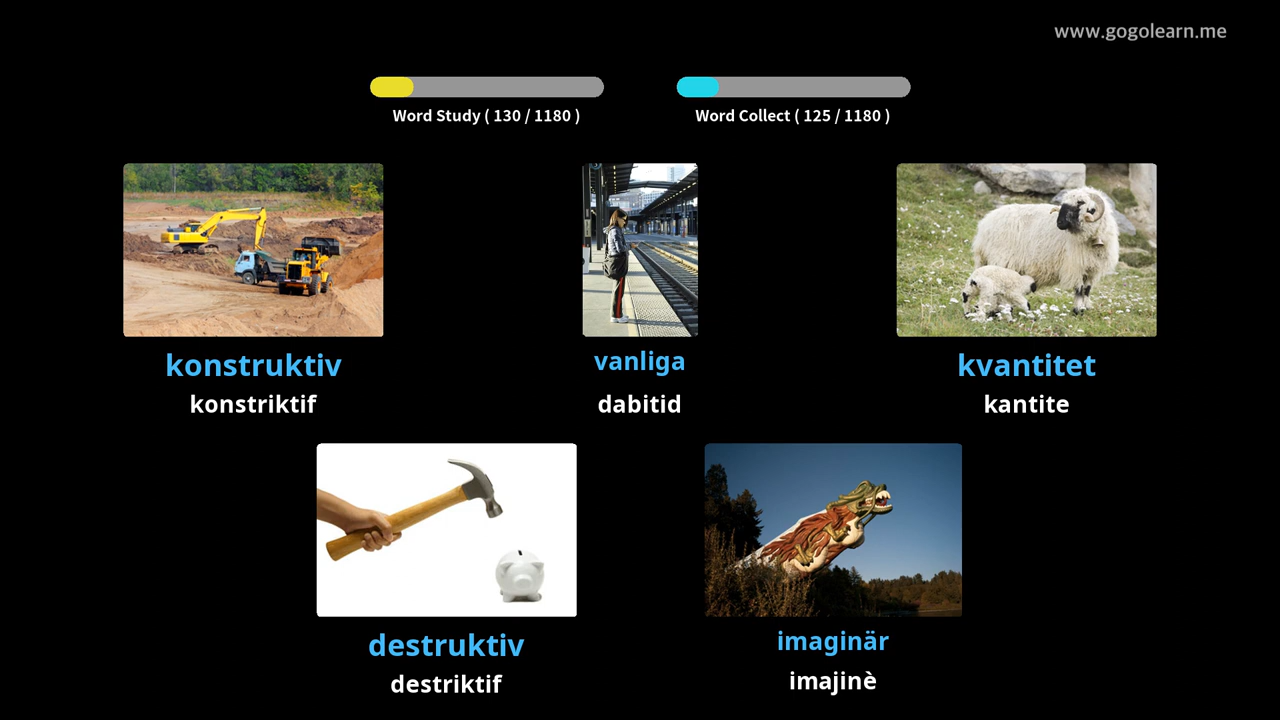 www.gogolearn.me
Word Study ( 130 / 1180 )
Word Collect ( 125 / 1180 )
konstruktiv
konstriktif
vanliga
dabitid
kvantitet
kantite
destruktiv
destriktif
imaginär
imajinè